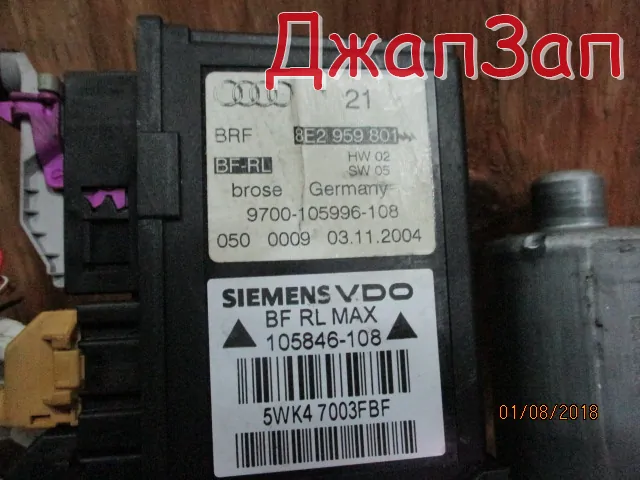 ДжапЗап
21
BRF 8E2 959 801
BF-RL HW 02
SW 05
brose Germany
9700-105996-108
050 0009 03.11.2004
SIEMENS VDO
BF RL MAX
105846-108
5WK4 7003FBF
01/08/2018